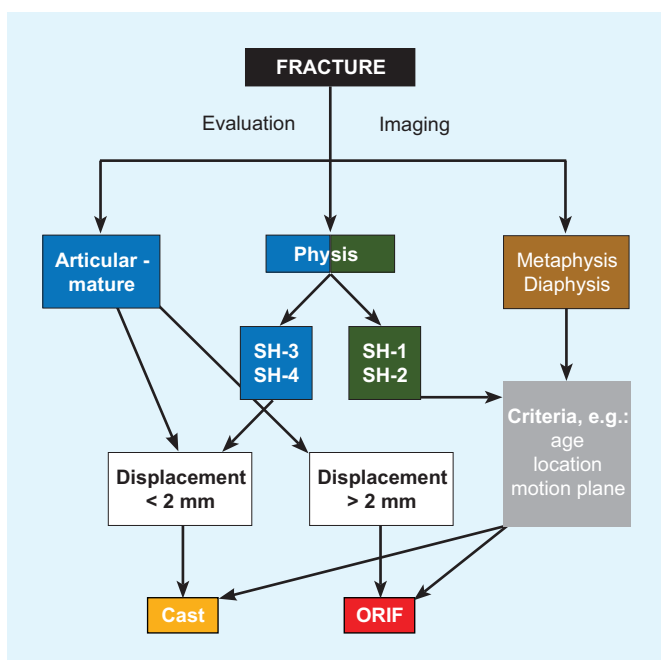 FRACTURE
Evaluation
Imaging
Articular -
mature
Physis
Metaphysis
Diaphysis
SH-3
SH-4
SH-1
SH-2
Criteria, e.g.:
age
location
motion plane
Displacement
< 2 mm
Displacement
> 2 mm
Cast
ORIF